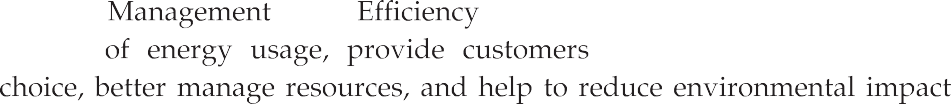 Management Efficiency
of energy usage, provide customers
choice, better manage resources, and help to reduce environmental impact